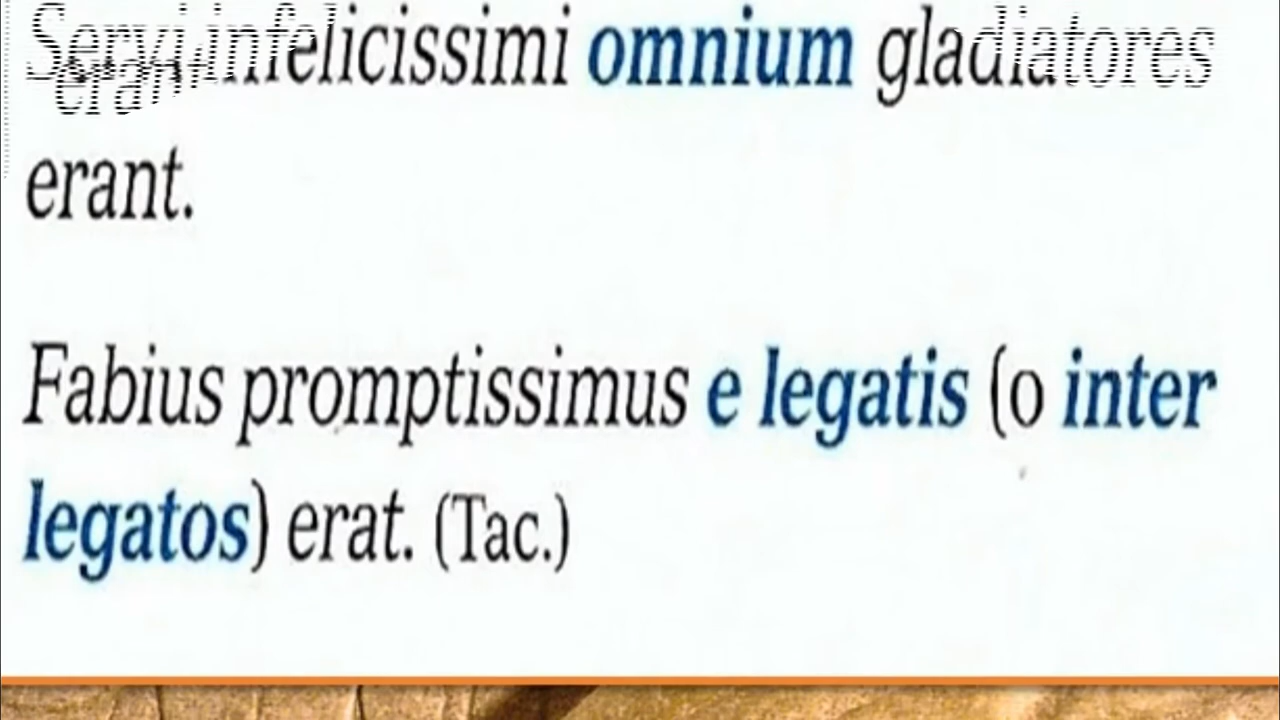 Servi infelicissimi omnium gladiatores
erant.
Fabius promptissimus e legatis (o inter
legatos) erat. (Tac.)